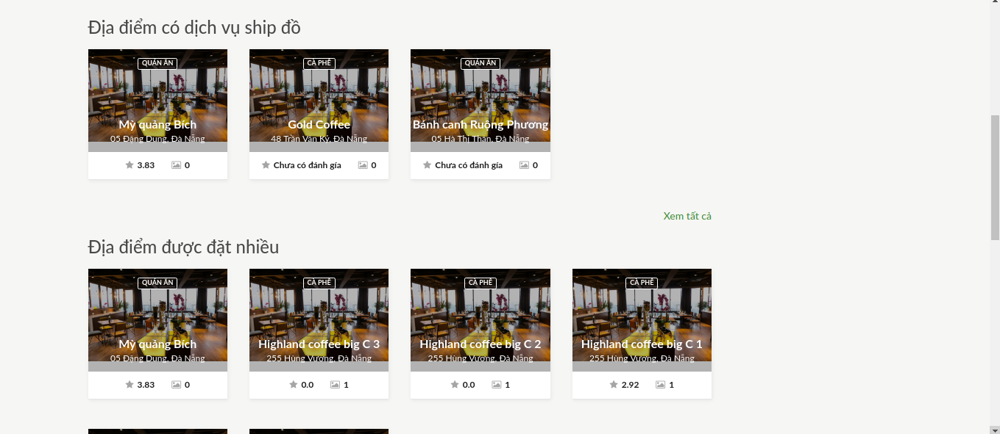 Địa điểm có dịch vụ ship đồ
QUÁN ĂN
CÀ PHÊ
QUÁN ĂN
Mỳ quảng Bích
Gold Coffee
Bánh canh Ruộng Phương
05 Đặng Dung, Đà Nẵng
48 Trần Văn Kỷ, Đà Nẵng
05 Hà Thị Thân, Đà Nẵng
3.83 0
Chưa có đánh gía 0
Chưa có đánh gía 0
Xem tất cả
Địa điểm được đặt nhiều
QUÁN ĂN
CÀ PHÊ
CÀ PHÊ
CÀ PHÊ
Mỳ quảng Bích
Highland coffee big C 3
Highland coffee big C 2
Highland coffee big C 1
05 Đặng Dung, Đà Nẵng
255 Hùng Vương, Đà Nẵng
255 Hùng Vương, Đà Nẵng
255 Hùng Vương, Đà Nẵng
3.83 0
0.0 1
0.0 1
2.92 1